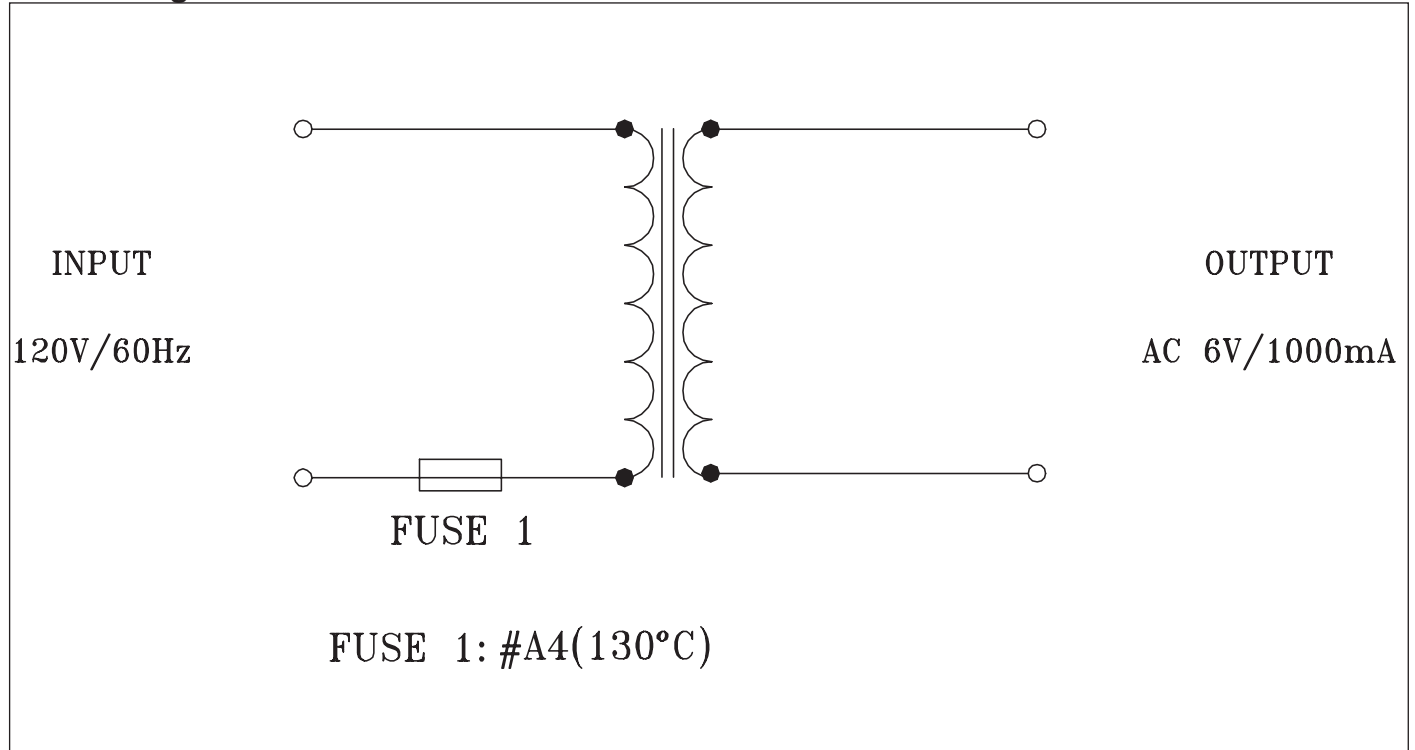 INPUT
120V/60Hz
OUTPUT
AC 6V/1000mA
FUSE 1
FUSE 1: #A4(130°C)